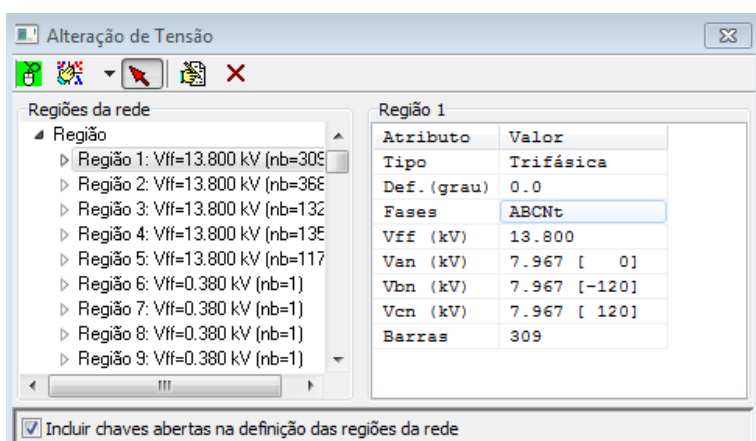 Alteração de Tensão
Regiões da rede
Região
Região 1: Vff=13.800 kV (nb=309
Região 2: Vff=13.800 kV (nb=368
Região 3: Vff=13.800 kV (nb=132
Região 4: Vff=13.800 kV (nb=135
Região 5: Vff=13.800 kV (nb=117
Região 6: Vff=0.380 kV (nb=1)
Região 7: Vff=0.380 kV (nb=1)
Região 8: Vff=0.380 kV (nb=1)
Região 9: Vff=0.380 kV (nb=1)
Região 1
Atributo Valor
Tipo Trifásica
Def.(grau) 0.0
Fases ABCNt
Vff (kV) 13.800
Van (kV) 7.967 [ 0]
Vbn (kV) 7.967 [-120]
Vcn (kV) 7.967 [ 120]
Barras 309
Incluir chaves abertas na definição das regiões da rede